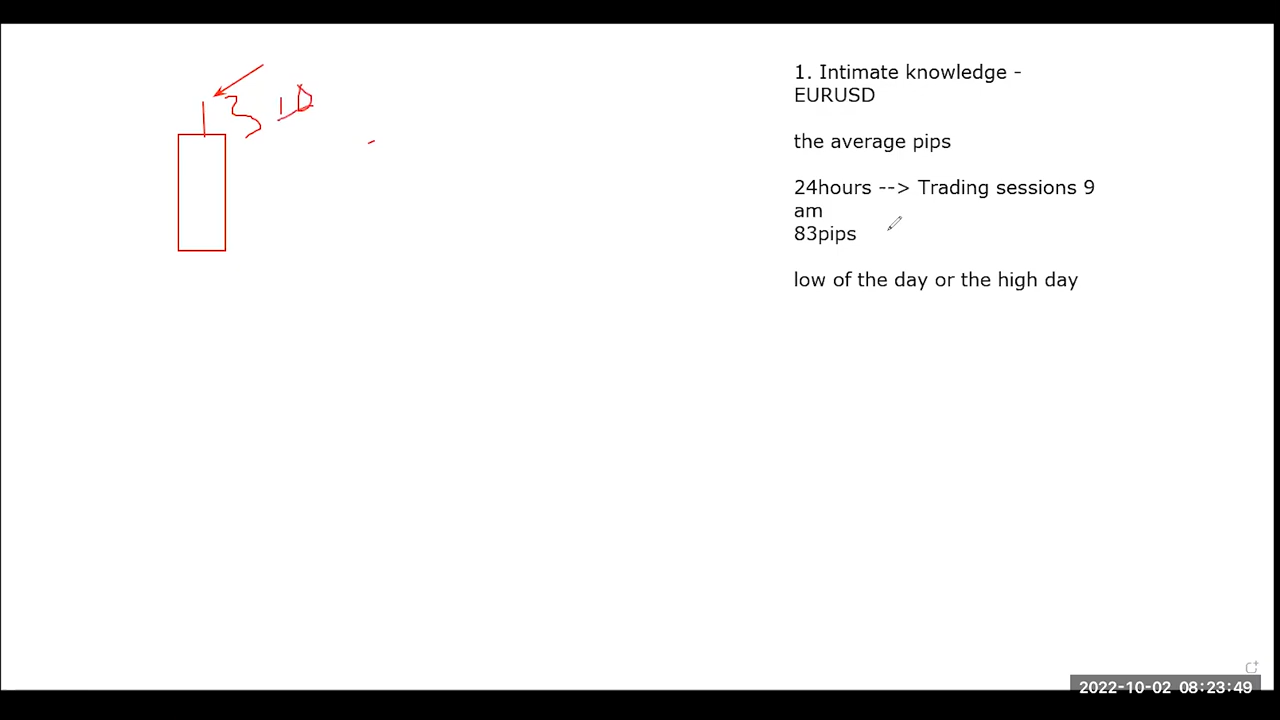 10
1. Intimate knowledge -
EURUSD
the average pips
24hours --> Trading sessions 9
am
83pips
low of the day or the high day
2022-10-02 08:23:49